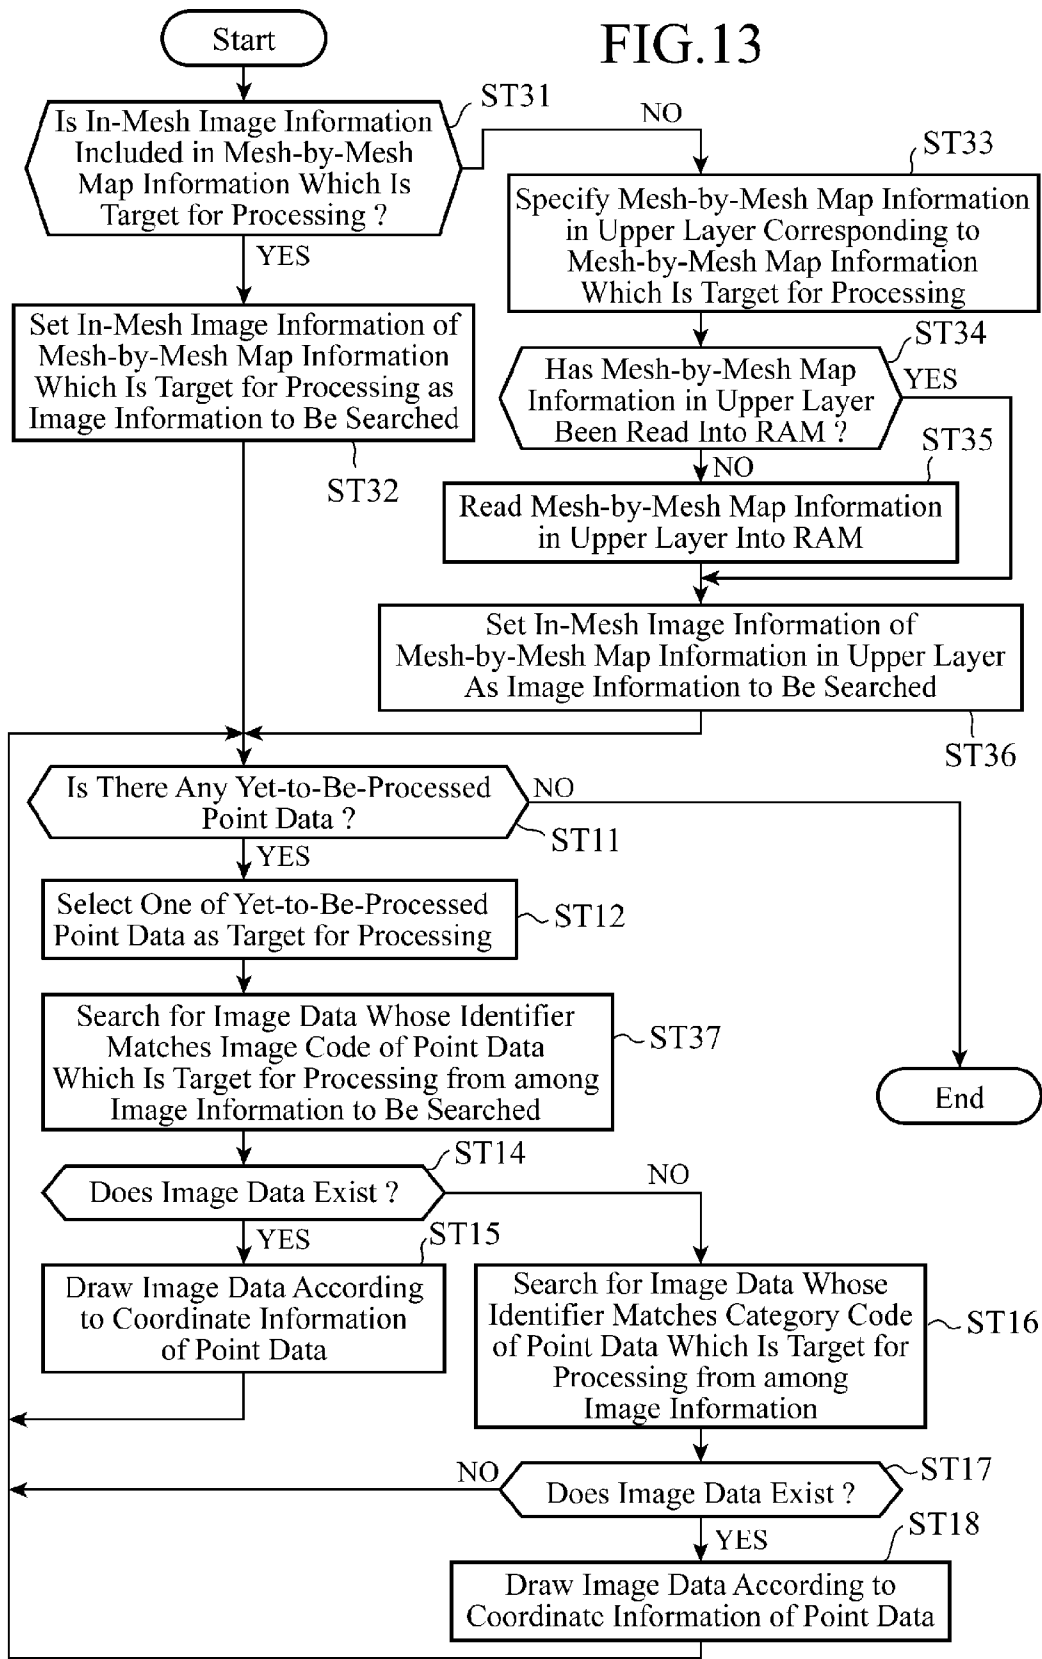 Start
FIG.13
ST31
Is In-Mesh Image Information
Included in Mesh-by-Mesh
Map Information Which Is
Target for Processing ?
NO
YES
ST33
Specify Mesh-by-Mesh Map Information
in Upper Layer Corresponding to
Mesh-by-Mesh Map Information
Which Is Target for Processing
Set In-Mesh Image Information of
Mesh-by-Mesh Map Information
Which Is Target for Processing as
Image Information to Be Searched
ST32
ST34
Has Mesh-by-Mesh Map
Information in Upper Layer
Been Read Into RAM ?
YES
NO
ST35
Read Mesh-by-Mesh Map Information
in Upper Layer Into RAM
Set In-Mesh Image Information of
Mesh-by-Mesh Map Information in Upper Layer
As Image Information to Be Searched
ST36
Is There Any Yet-to-Be-Processed
Point Data ?
NO
ST11
YES
Select One of Yet-to-Be-Processed
Point Data as Target for Processing
ST12
Search for Image Data Whose Identifier
Matches Image Code of Point Data
Which Is Target for Processing from among
Image Information to Be Searched
ST37
End
ST14
Does Image Data Exist ?
NO
YES
ST15
Draw Image Data According
to Coordinate Information
of Point Data
Search for Image Data Whose
Identifier Matches Category Code
of Point Data Which Is Target for
Processing from among
Image Information
ST16
NO
ST17
Does Image Data Exist ?
YES
ST18
Draw Image Data According to
Coordinate Information of Point Data